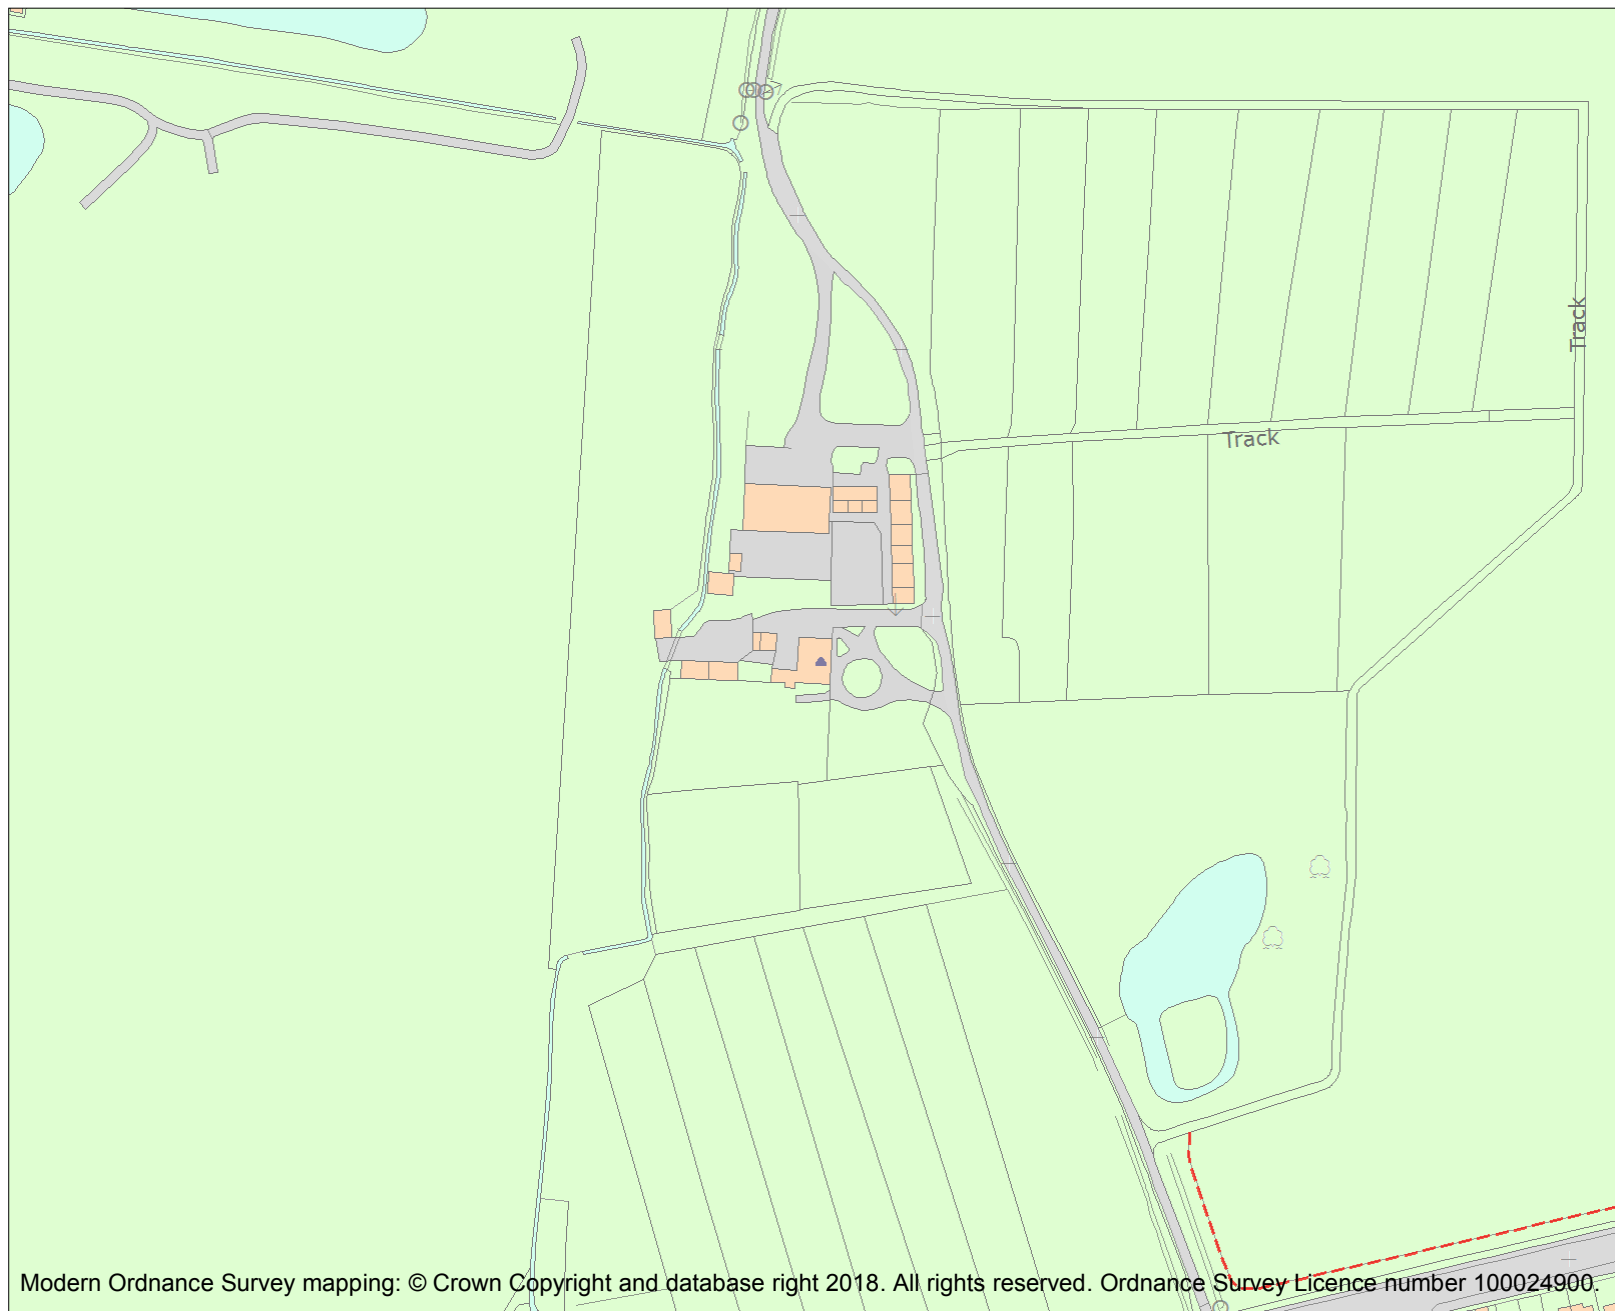 Track
Track
Modern Ordnance Survey mapping: © Crown Copyright and database right 2018. All rights reserved. Ordnance Survey Licence number 100024900.